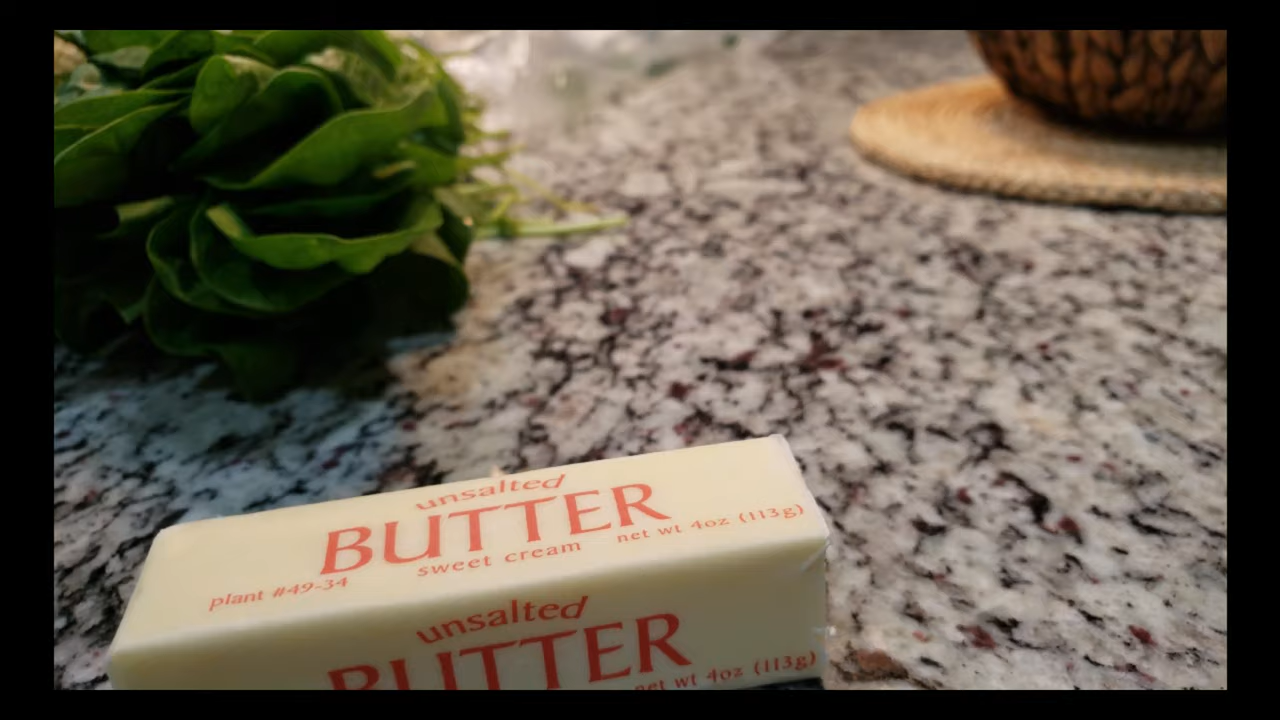 unsalted
BUTTER
sweet cream
net wt 4oz (113g)
plant #49-34
unsalted
BUTTER
net wt 4oz (113g)